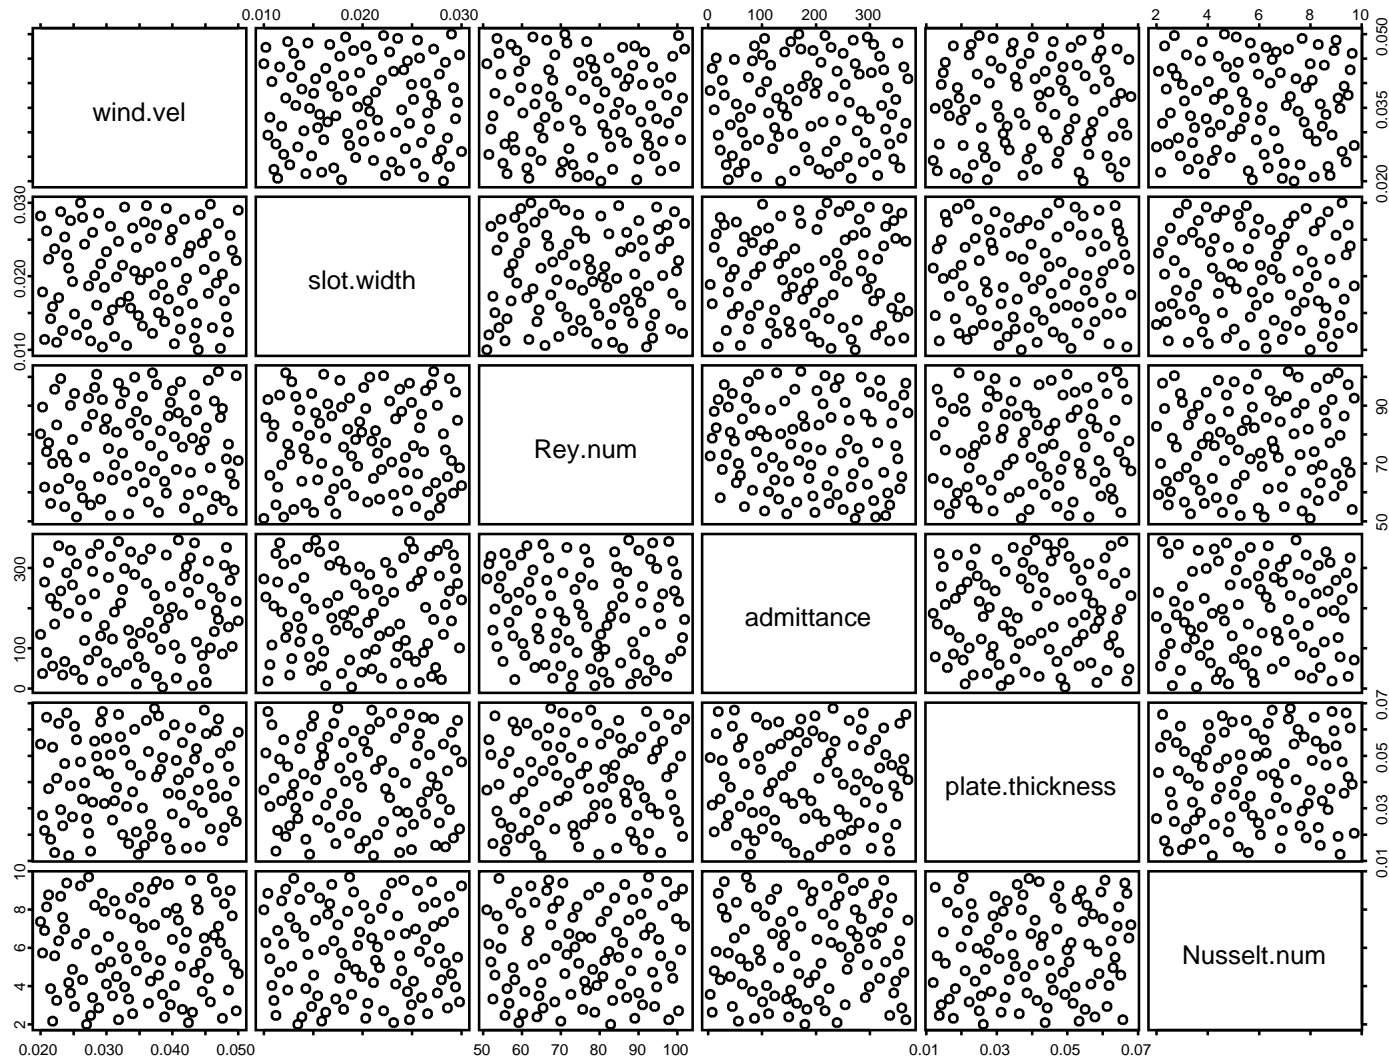 0.010 0.020 0.030 0 100 200 300 2 4 6 8 10
wind.vel
0.020 0.035 0.050
0.010 0.020 0.030
slot.width
Rey.num
50 70 90
0 100 300
admittance
plate.thickness
0.01 0.03 0.05 0.07
2 4 6 8 10
Nusselt.num
0.020 0.030 0.040 0.050 50 60 70 80 90 100 0.01 0.03 0.05 0.07